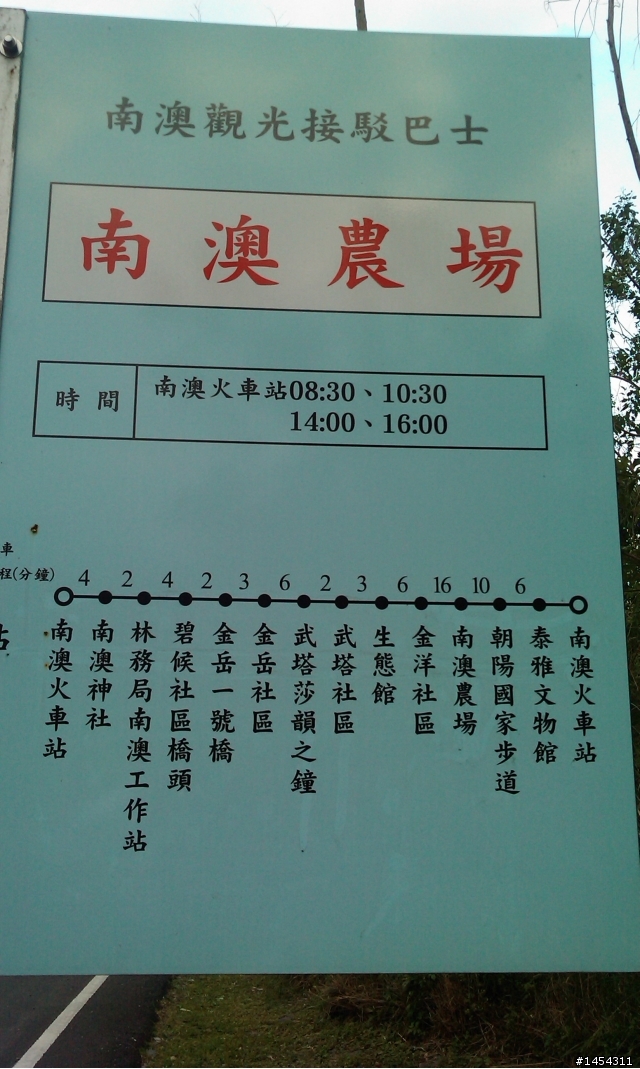 南澳觀光接駁巴士
南澳農場
時間
南澳火車站08:30、10:30
14:00、16:00
車
程(分鐘)
4 2 4 2 3 6 2 3 6 16 10 6
站
南澳火車站
南澳神社
林務局南澳工作站
碧候社區橋頭
金岳一號橋
金岳社區
武塔莎韻之鐘
武塔社區
生態館
金洋社區
南澳農場
朝陽國家步道
泰雅文物館
南澳火車站
#1454311